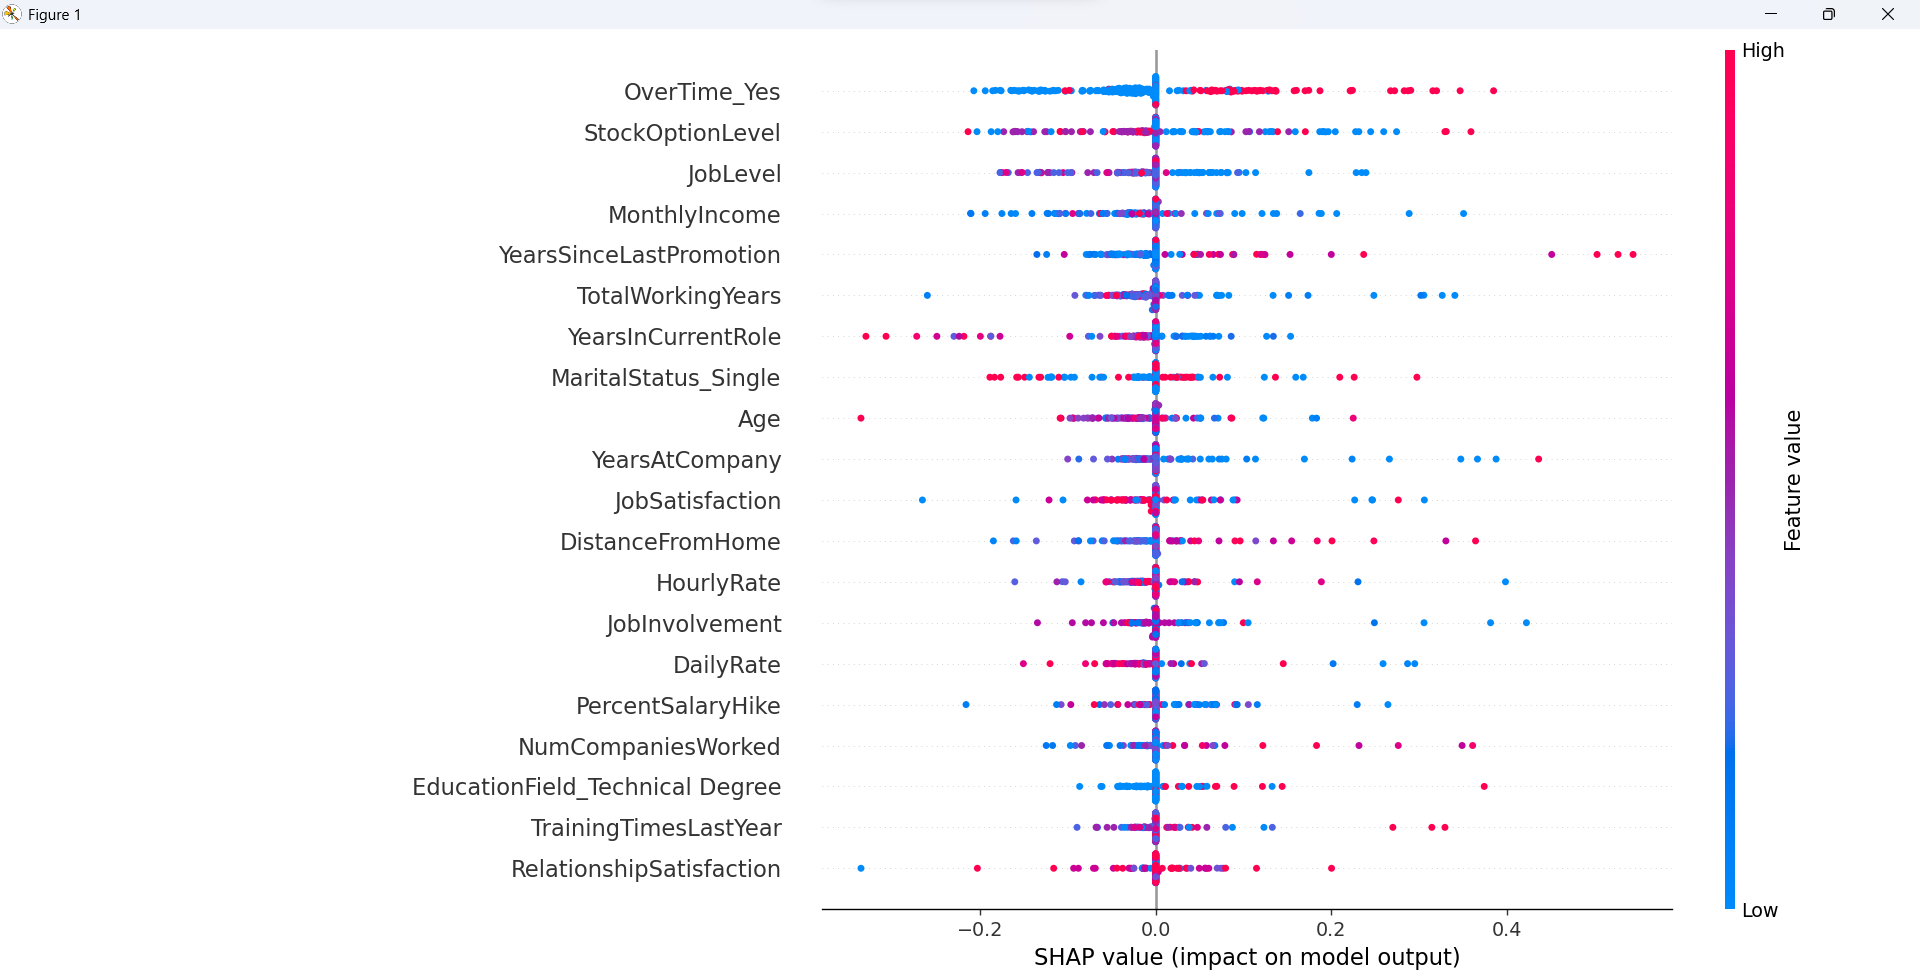 Figure 1
High
OverTime_Yes
StockOptionLevel
JobLevel
MonthlyIncome
YearsSinceLastPromotion
TotalWorkingYears
YearsInCurrentRole
MaritalStatus_Single
Age
YearsAtCompany
JobSatisfaction
DistanceFromHome
HourlyRate
JobInvolvement
DailyRate
PercentSalaryHike
NumCompaniesWorked
EducationField_Technical Degree
TrainingTimesLastYear
RelationshipSatisfaction
Feature value
Low
−0.2 0.0 0.2 0.4
SHAP value (impact on model output)